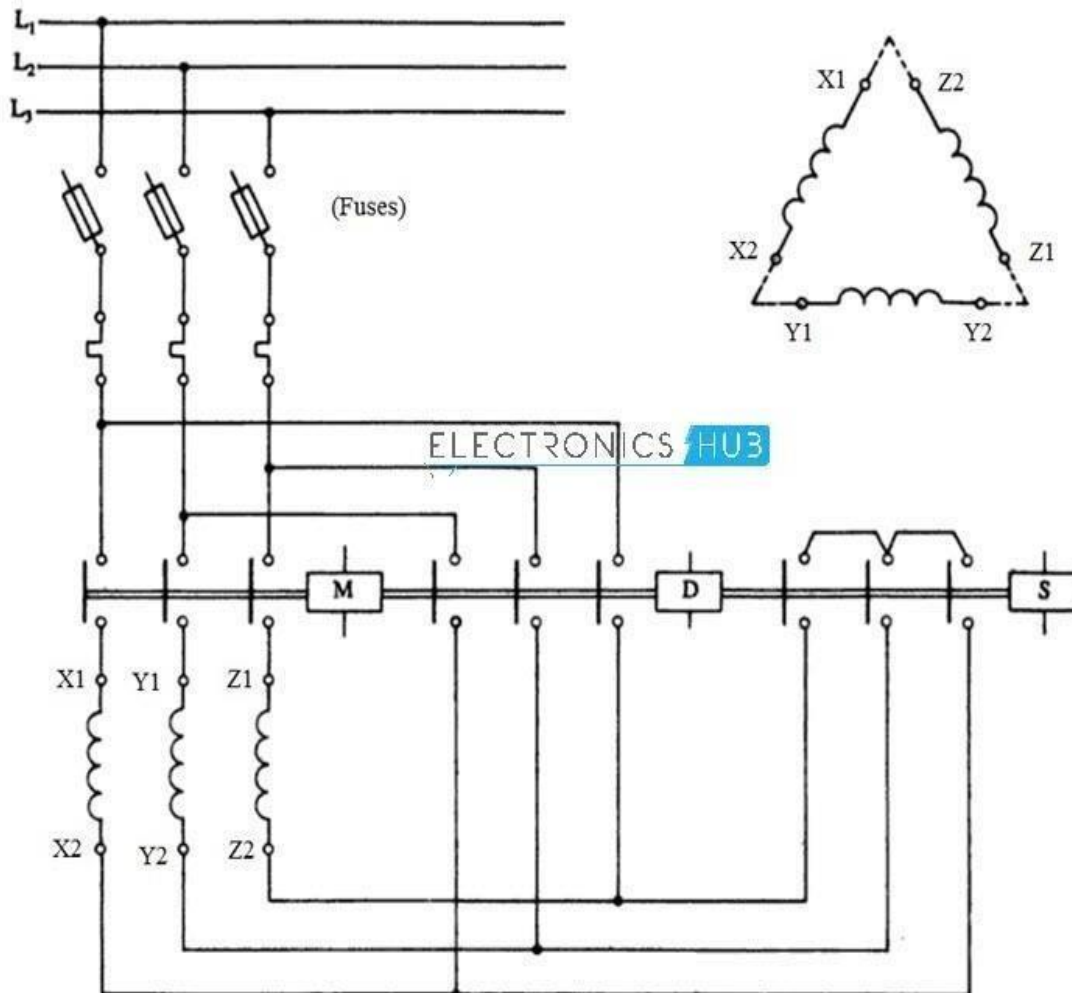 L1
L2
L3
(Fuses)
X1
Z2
X2
Z1
Y1
Y2
ELECTRONICS HUB
M
D
S
X1
Y1
Z1
X2
Y2
Z2